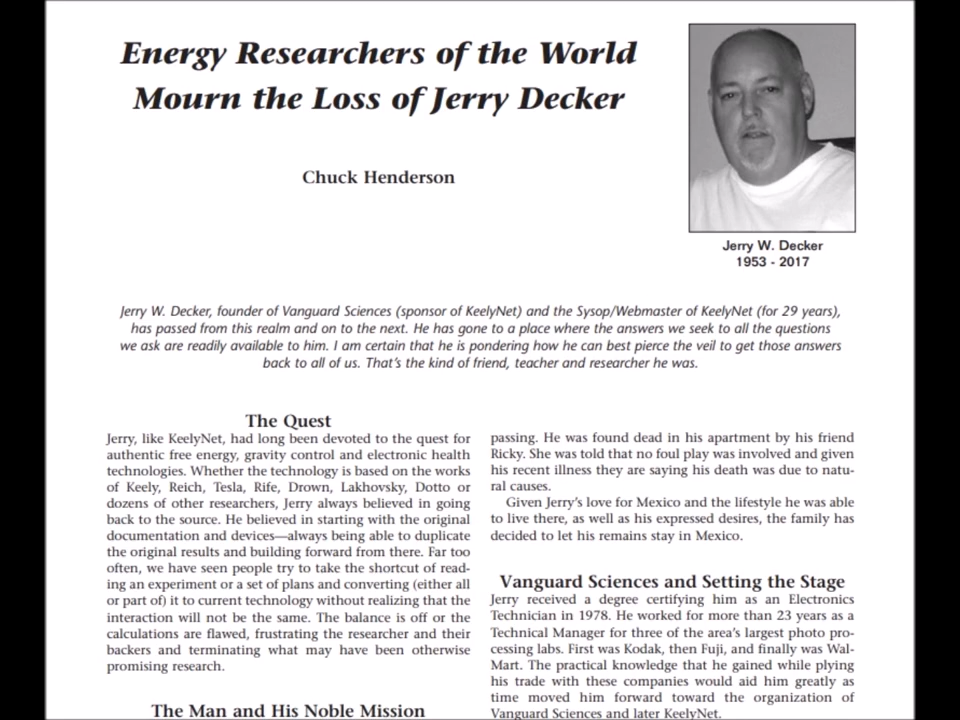 Energy Researchers of the World
Mourn the Loss of Jerry Decker
Chuck Henderson
Jerry W. Decker
1953 - 2017
Jerry W. Decker, founder of Vanguard Sciences (sponsor of KeelyNet) and the Sysop/Webmaster of KeelyNet (for 29 years),
has passed from this realm and on to the next. He has gone to a place where the answers we seek to all the questions
we ask are readily available to him. I am certain that he is pondering how he can best pierce the veil to get those answers
back to all of us. That's the kind of friend, teacher and researcher he was.
The Quest
Jerry, like KeelyNet, had long been devoted to the quest for
authentic free energy, gravity control and electronic health
technologies. Whether the technology is based on the works
of Keely, Reich, Tesla, Rife, Drown, Lakhovsky, Dotto or
dozens of other researchers, Jerry always believed in going
back to the source. He believed in starting with the original
documentation and devices—always being able to duplicate
the original results and building forward from there. Far too
often, we have seen people try to take the shortcut of read-
ing an experiment or a set of plans and converting (either all
or part of) it to current technology without realizing that the
interaction will not be the same. The balance is off or the
calculations are flawed, frustrating the researcher and their
backers and terminating what may have been otherwise
promising research.
The Man and His Noble Mission
passing. He was found dead in his apartment by his friend
Ricky. She was told that no foul play was involved and given
his recent illness they are saying his death was due to natu-
ral causes.
Given Jerry's love for Mexico and the lifestyle he was able
to live there, as well as his expressed desires, the family has
decided to let his remains stay in Mexico.
Vanguard Sciences and Setting the Stage
Jerry received a degree certifying him as an Electronics
Technician in 1978. He worked for more than 23 years as a
Technical Manager for three of the area's largest photo pro-
cessing labs. First was Kodak, then Fuji, and finally was Wal-
Mart. The practical knowledge that he gained while plying
his trade with these companies would aid him greatly as
time moved him forward toward the organization of
Vanguard Sciences and later KeelyNet.